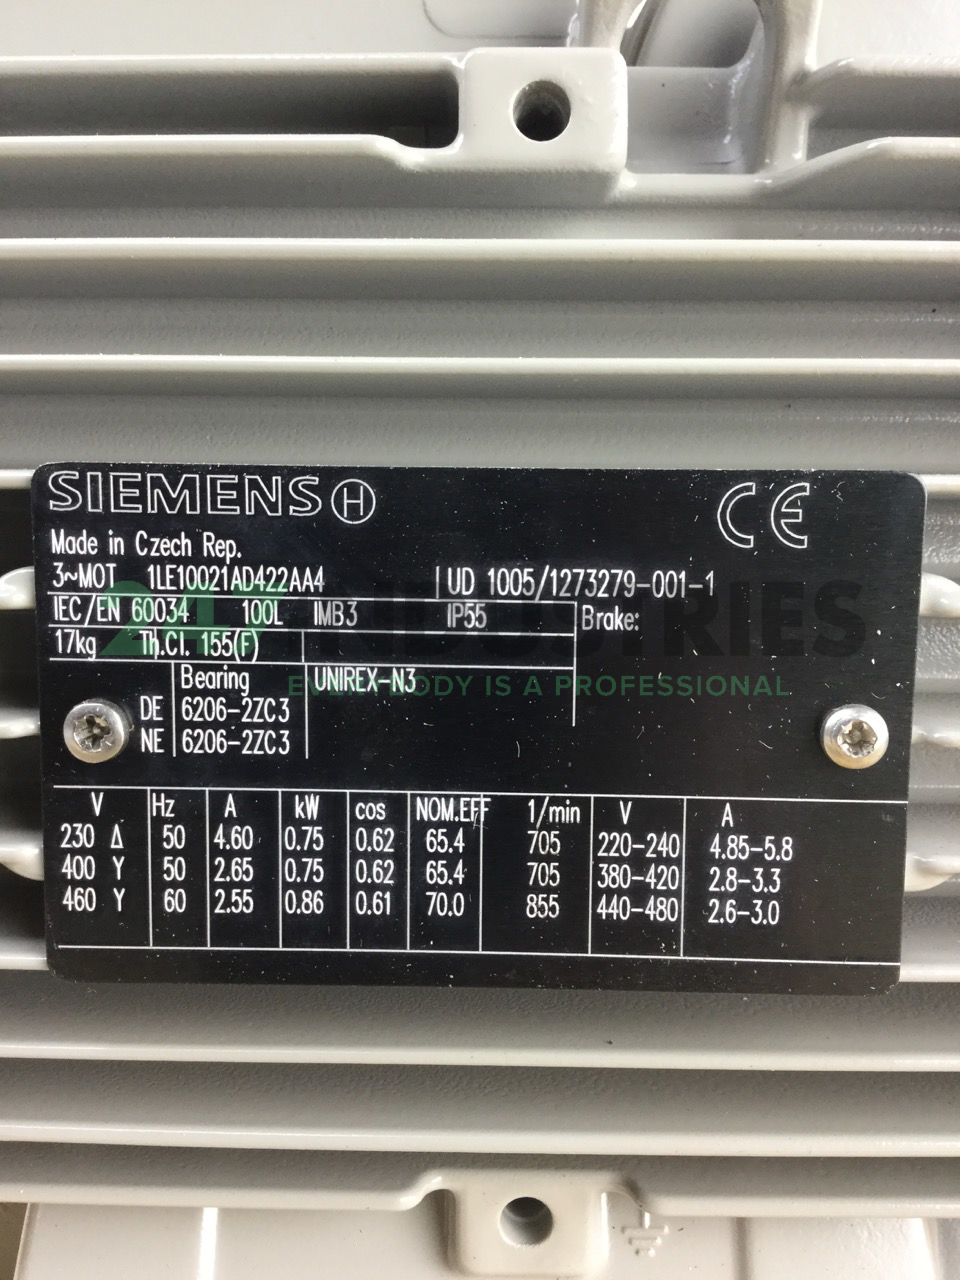 SIEMENS H CE
Made in Czech Rep.
3~MOT 1LE10021AD422AA4 UD 1005/1273279-001-1
IEC/EN 60034 100L IMB3 IP55 Brake:
17kg Th.Cl. 155(F)
Bearing UNIREX-N3
DE 6206-2ZC3
NE 6206-2ZC3
V Hz A kW cos NOM.EFF 1/min V A
230 Δ 50 4.60 0.75 0.62 65.4 705 220-240 4.85-5.8
400 Y 50 2.65 0.75 0.62 65.4 705 380-420 2.8-3.3
460 Y 60 2.55 0.86 0.61 70.0 855 440-480 2.6-3.0
247 INDUSTRIES
EVERYBODY IS A PROFESSIONAL